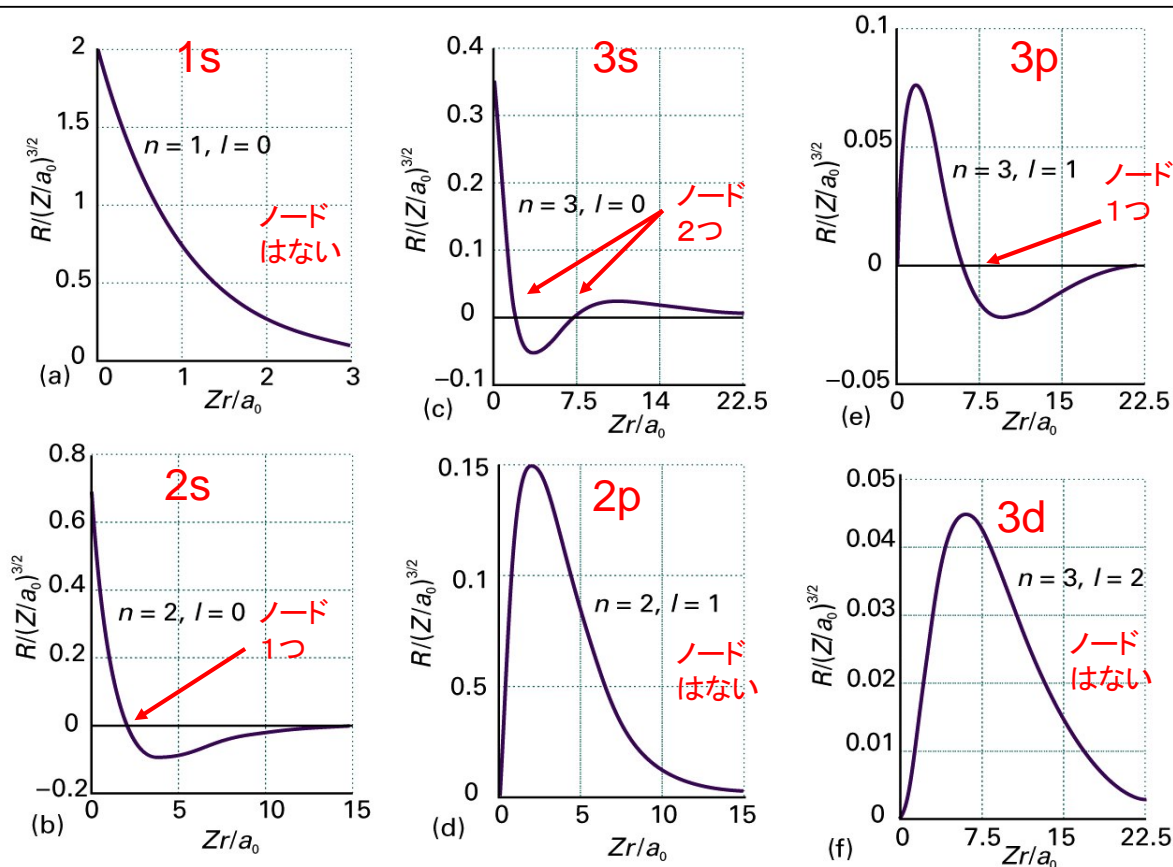 1s
2
1.5
1
0.5
0
R/(Z/a₀)^3/2
n = 1, l = 0
ノード
はない
0
1
2
3
Zr/a₀
(a)
2s
0.8
0.6
0.4
0.2
0
−0.2
R/(Z/a₀)^3/2
n = 2, l = 0
ノード
1つ
0
5
10
15
Zr/a₀
(b)
3s
0.4
0.3
0.2
0.1
0
−0.1
R/(Z/a₀)^3/2
n = 3, l = 0
ノード
2つ
0
7.5
14
22.5
Zr/a₀
(c)
2p
0.15
0.1
0.5
0
R/(Z/a₀)^3/2
n = 2, l = 1
ノード
はない
0
5
10
15
Zr/a₀
(d)
3p
0.1
0.05
0
−0.05
R/(Z/a₀)^3/2
n = 3, l = 1
ノード
1つ
0
7.5
15
22.5
Zr/a₀
(e)
3d
0.05
0.04
0.03
0.02
0.01
0
R/(Z/a₀)^3/2
n = 3, l = 2
ノード
はない
0
7.5
15
22.5
Zr/a₀
(f)